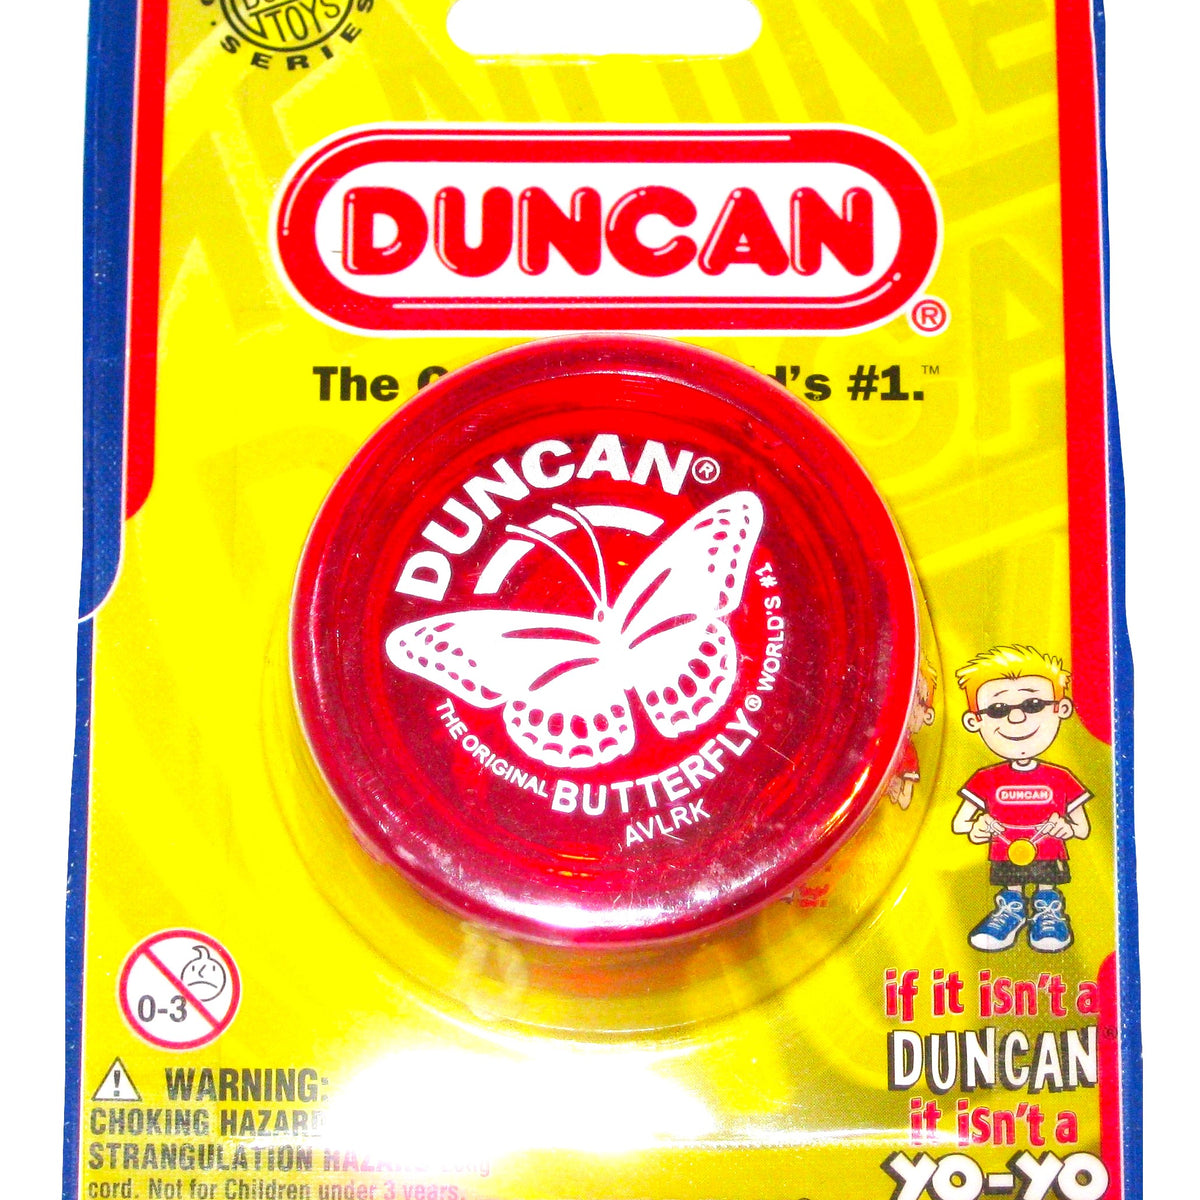 TOYS
SERIES
DUNCAN®
The 's #1.™
DUNCAN®
THE ORIGINAL BUTTERFLY® WORLD'S #1
AVLRK
DUNCAN
0-3
if it isn't a
DUNCAN®
it isn't a
YO-YO
WARNING:
CHOKING HAZARD
STRANGULATION HAZARD Long
cord. Not for Children under 3 years.